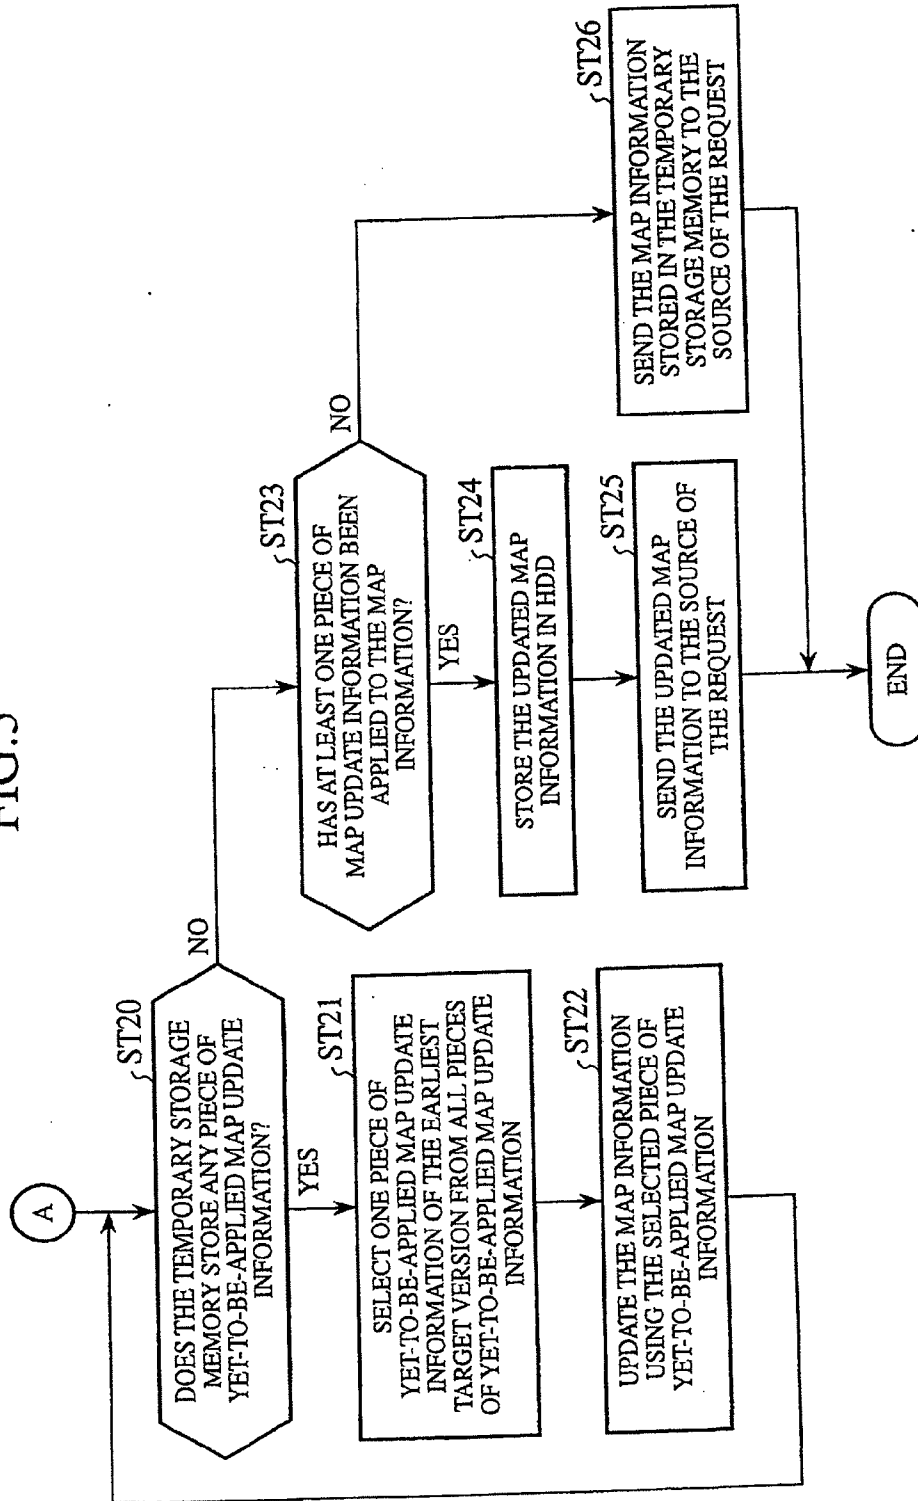 FIG.5
A
ST20
DOES THE TEMPORARY STORAGE
MEMORY STORE ANY PIECE OF
YET-TO-BE-APPLIED MAP UPDATE
INFORMATION?
NO
YES
ST21
SELECT ONE PIECE OF
YET-TO-BE-APPLIED MAP UPDATE
INFORMATION OF THE EARLIEST
TARGET VERSION FROM ALL PIECES
OF YET-TO-BE-APPLIED MAP UPDATE
INFORMATION
ST22
UPDATE THE MAP INFORMATION
USING THE SELECTED PIECE OF
YET-TO-BE-APPLIED MAP UPDATE
INFORMATION
ST23
HAS AT LEAST ONE PIECE OF
MAP UPDATE INFORMATION BEEN
APPLIED TO THE MAP
INFORMATION?
NO
YES
ST24
STORE THE UPDATED MAP
INFORMATION IN HDD
ST25
SEND THE UPDATED MAP
INFORMATION TO THE SOURCE OF
THE REQUEST
ST26
SEND THE MAP INFORMATION
STORED IN THE TEMPORARY
STORAGE MEMORY TO THE
SOURCE OF THE REQUEST
END